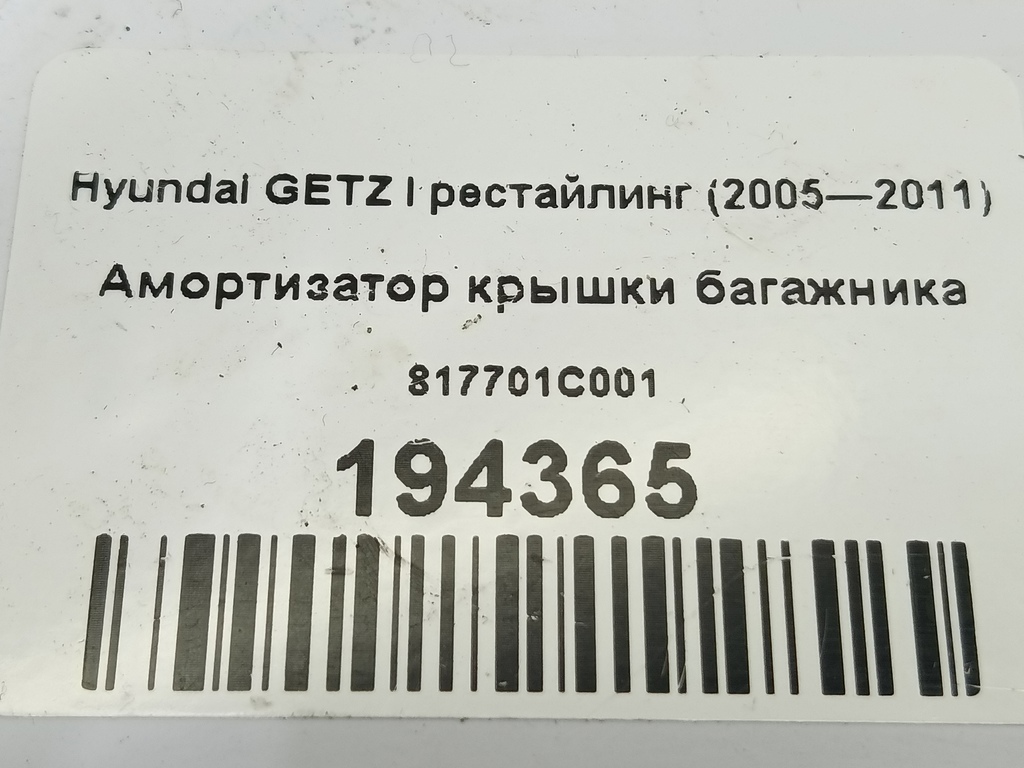 Hyundai GETZ I рестайлинг (2005—2011)
Амортизатор крышки багажника
817701C001
194365